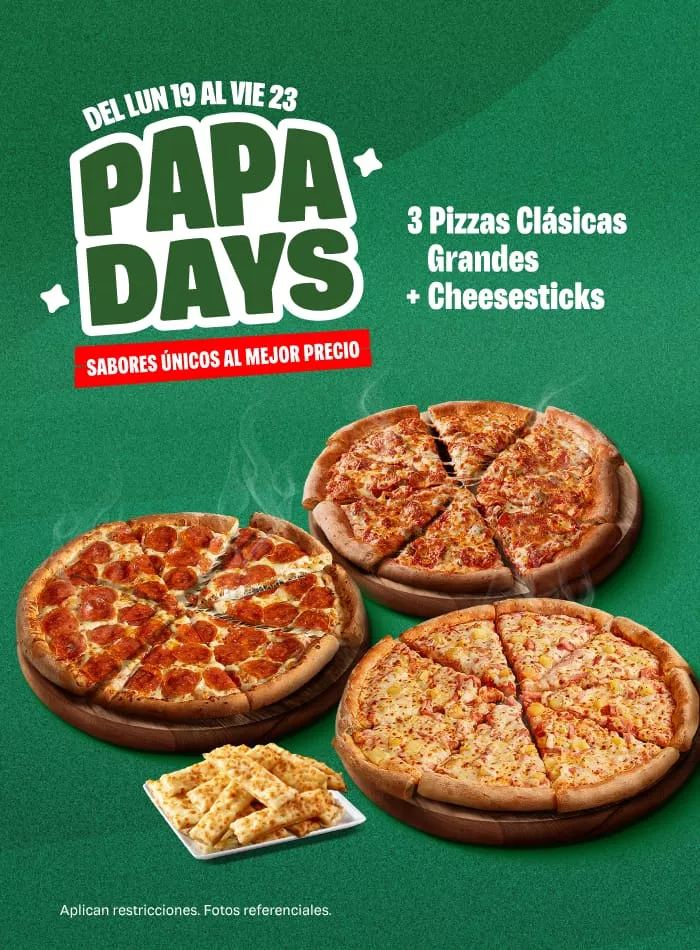 DEL LUN 19 AL VIE 23
PAPA
DAYS
SABORES ÚNICOS AL MEJOR PRECIO
3 Pizzas Clásicas
Grandes
+ Cheesesticks
Aplican restricciones. Fotos referenciales.